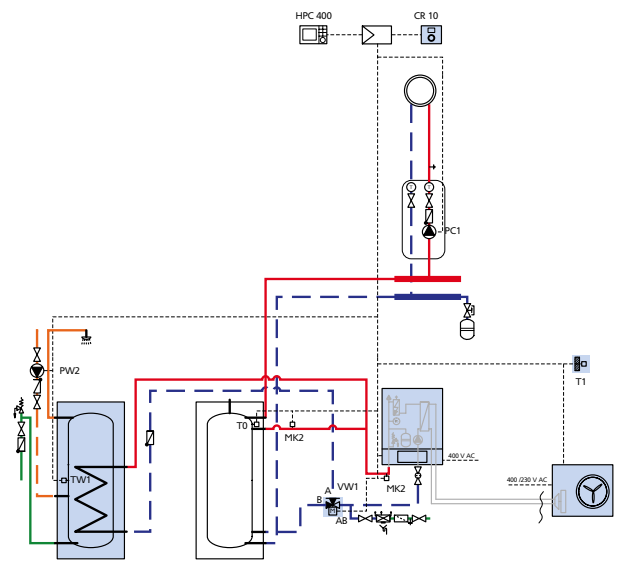 HPC 400
CR 10
T
T
PC1
PW2
T1
T0
MK2
400 V AC
TW1
A
VW1
MK2
400 /230 V AC
B
M
AB